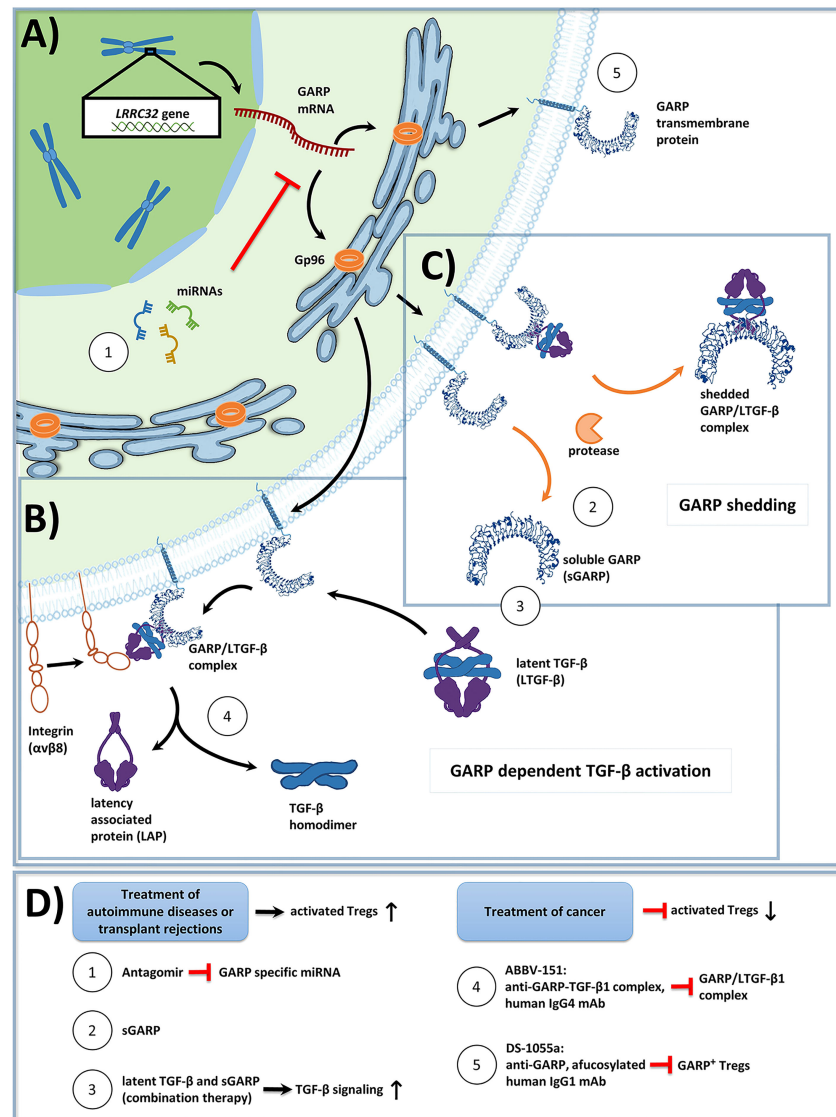 A)
LRRC32 gene
GARP
mRNA
5
GARP
transmembrane
protein
Gp96
miRNAs
1
C)
shedded
GARP/LTGF-β
complex
protease
2
GARP shedding
soluble GARP
(sGARP)
B)
3
GARP/LTGF-β
complex
latent TGF-β
(LTGF-β)
Integrin
(αvβ8)
4
latency
associated
protein (LAP)
TGF-β
homodimer
GARP dependent TGF-β activation
D)
Treatment of
autoimmune diseases or
transplant rejections
activated Tregs ↑
1
Antagomir
GARP specific miRNA
2
sGARP
3
latent TGF-β and sGARP
(combination therapy)
TGF-β signaling ↑
Treatment of cancer
activated Tregs ↓
4
ABBV-151:
anti-GARP-TGF-β1 complex,
human IgG4 mAb
GARP/LTGF-β1
complex
5
DS-1055a:
anti-GARP, afucosylated
human IgG1 mAb
GARP⁺ Tregs